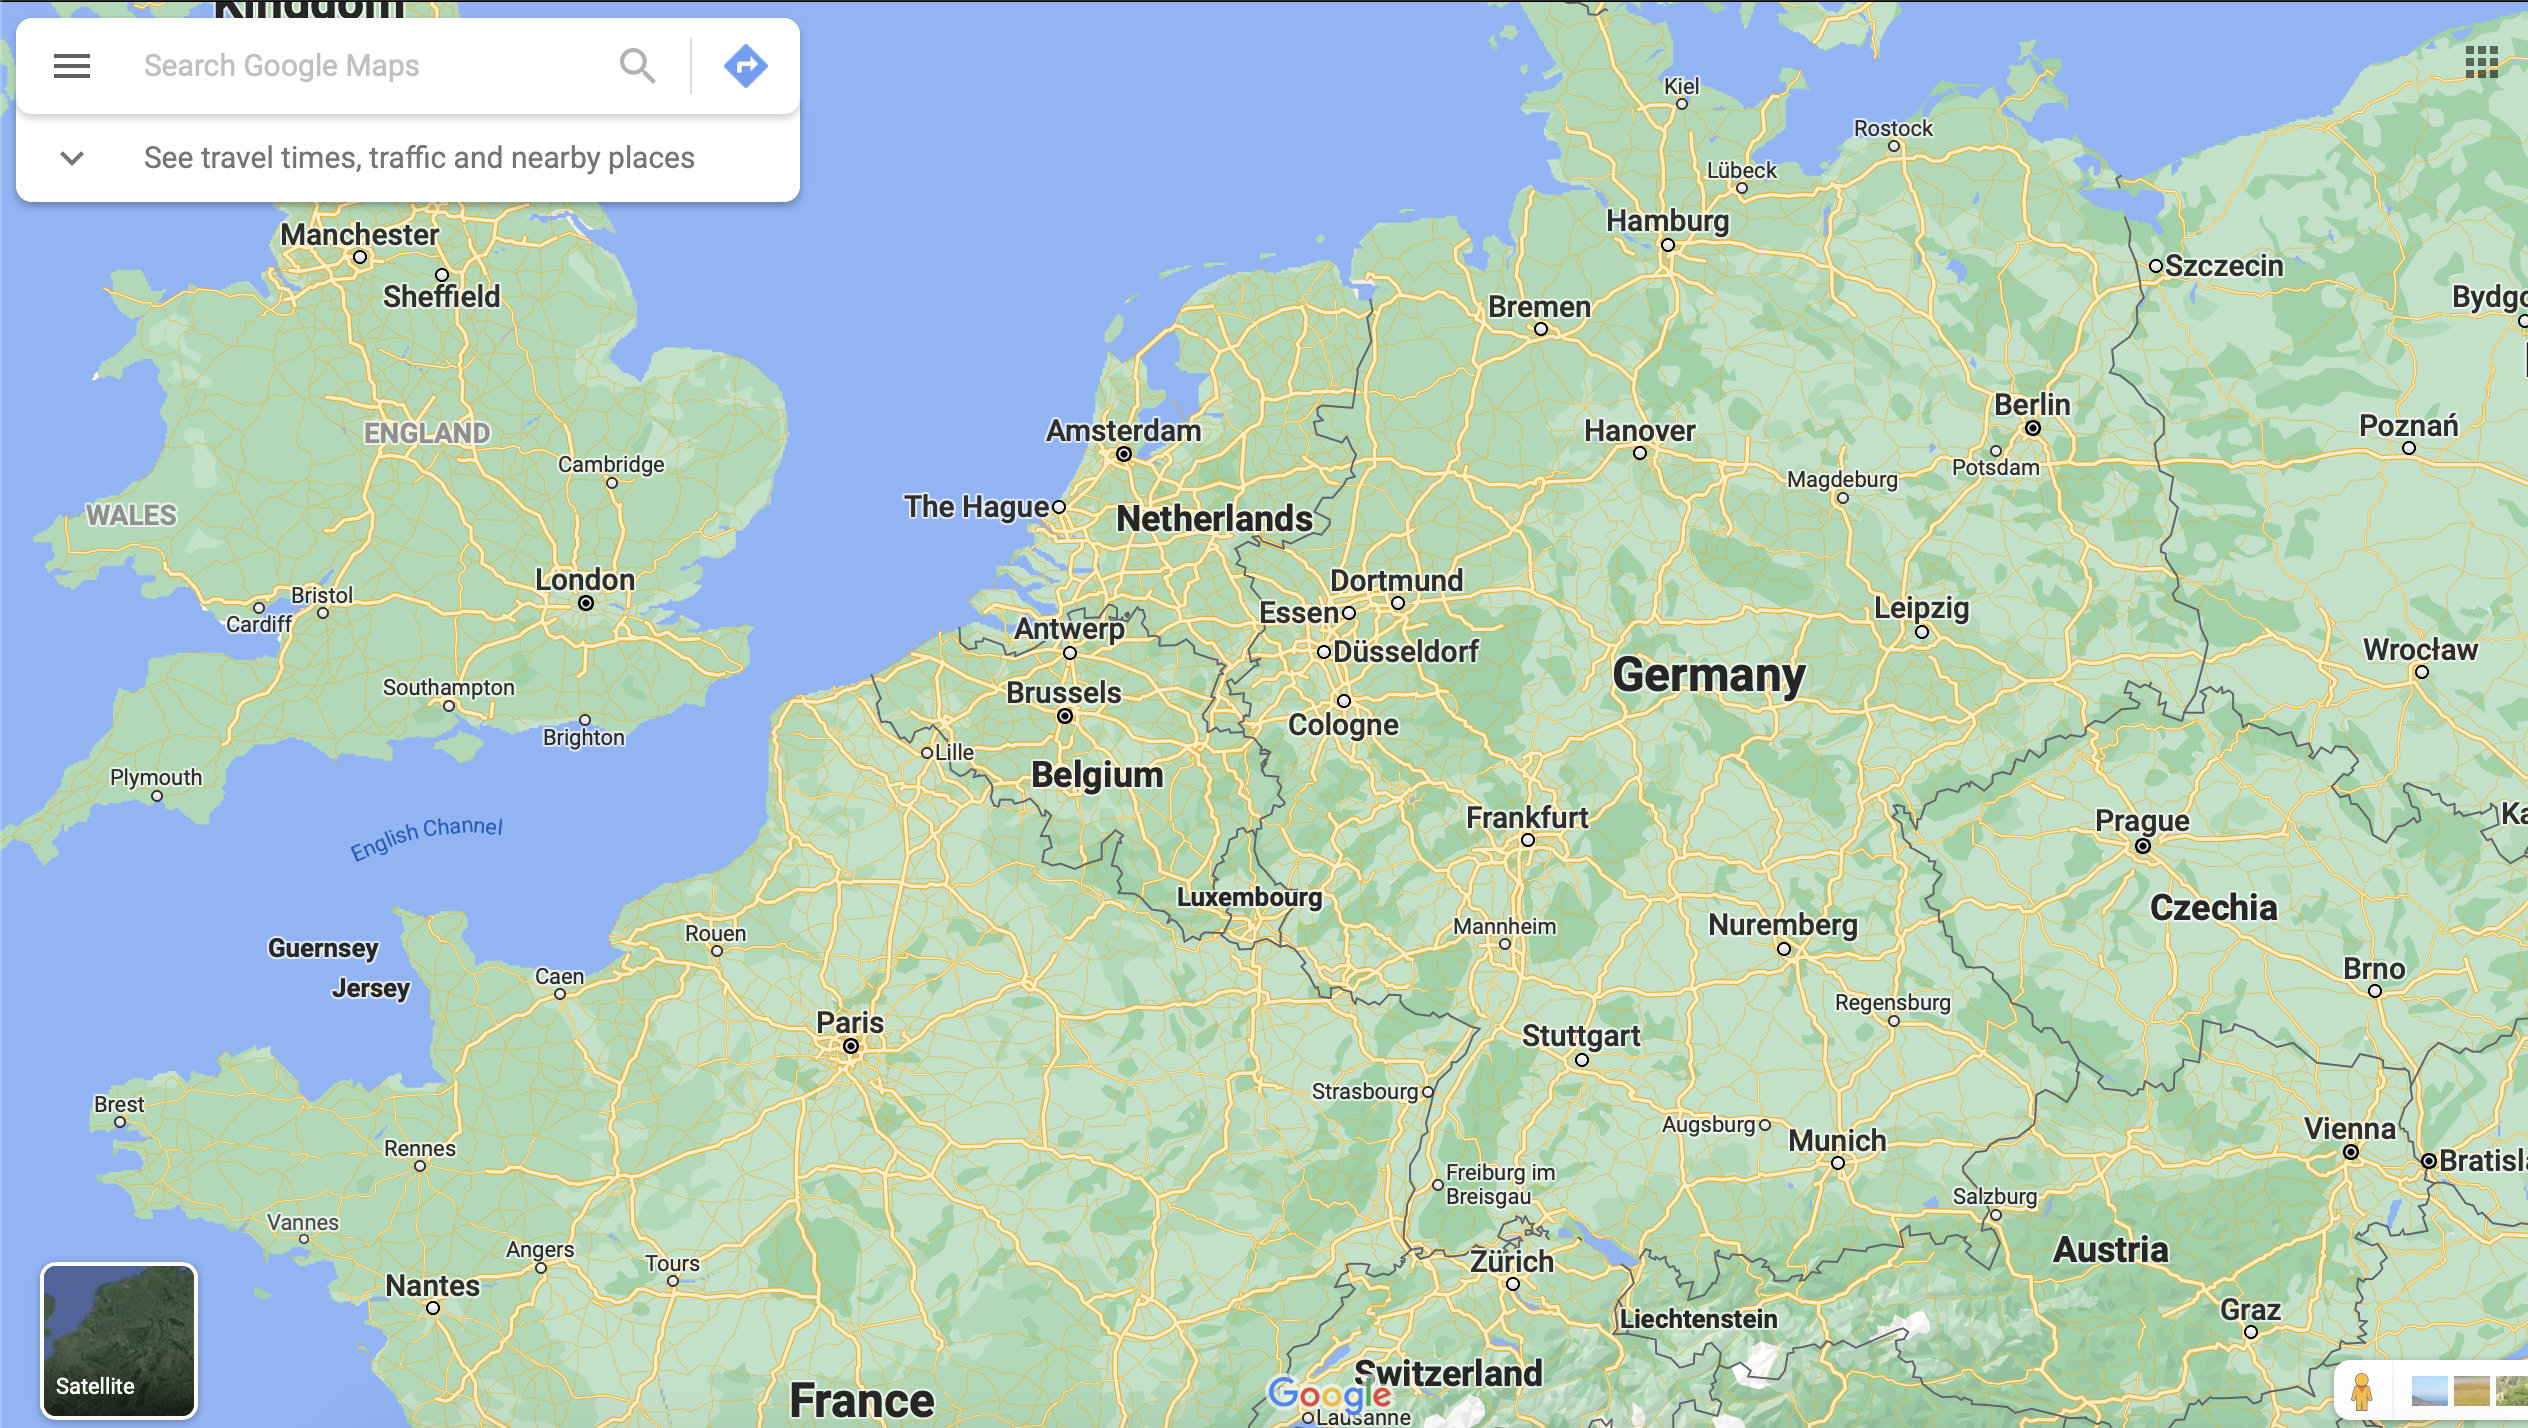 Kingdom
Search Google Maps
See travel times, traffic and nearby places
Kiel
Rostock
Lübeck
Hamburg
Manchester
Sheffield
Szczecin
Bremen
Bydgo
Berlin
Potsdam
Poznań
Amsterdam
Hanover
ENGLAND
Cambridge
Magdeburg
WALES
The Hague
Netherlands
London
Dortmund
Bristol
Cardiff
Essen
Leipzig
Antwerp
Düsseldorf
Wrocław
Germany
Southampton
Brussels
Cologne
Brighton
Lille
Plymouth
Belgium
English Channel
Frankfurt
Prague
Ka
Luxembourg
Czechia
Mannheim
Nuremberg
Rouen
Guernsey
Jersey
Caen
Brno
Regensburg
Paris
Stuttgart
Strasbourg
Brest
Augsburg
Munich
Vienna
Rennes
Bratisla
Freiburg im
Breisgau
Salzburg
Vannes
Angers
Tours
Zürich
Austria
Nantes
Liechtenstein
Graz
Switzerland
Satellite
France
Google
Lausanne